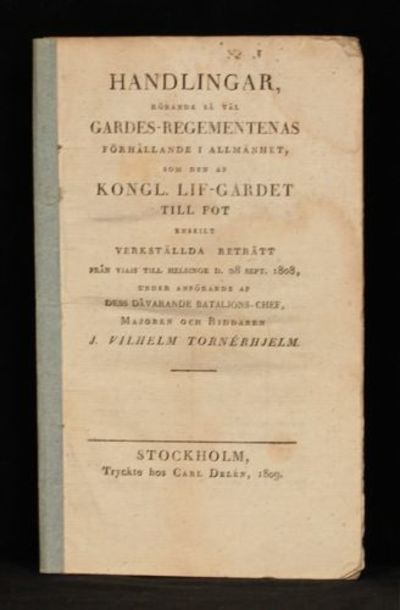 HANDLINGAR,
RÖRANDE SÅ VÄL
GARDES-REGEMENTENAS
FÖRHÅLLANDE I ALLMÄNHET,
SOM DEN AF
KONGL. LIF-GARDET
TILL FOT
ENSKILT
VERKSTÄLLDA RETRÄTT
FRÅN VIAIS TILL HELSINGE D. 28 SEPT. 1808,
UNDER ANFÖRANDE AF
DESS DÅVARANDE BATALJONS-CHEF,
MAJOREN OCH RIDDAREN
J. VILHELM TORNÉRHJELM.
STOCKHOLM,
Tryckte hos CARL DELÉN, 1809.